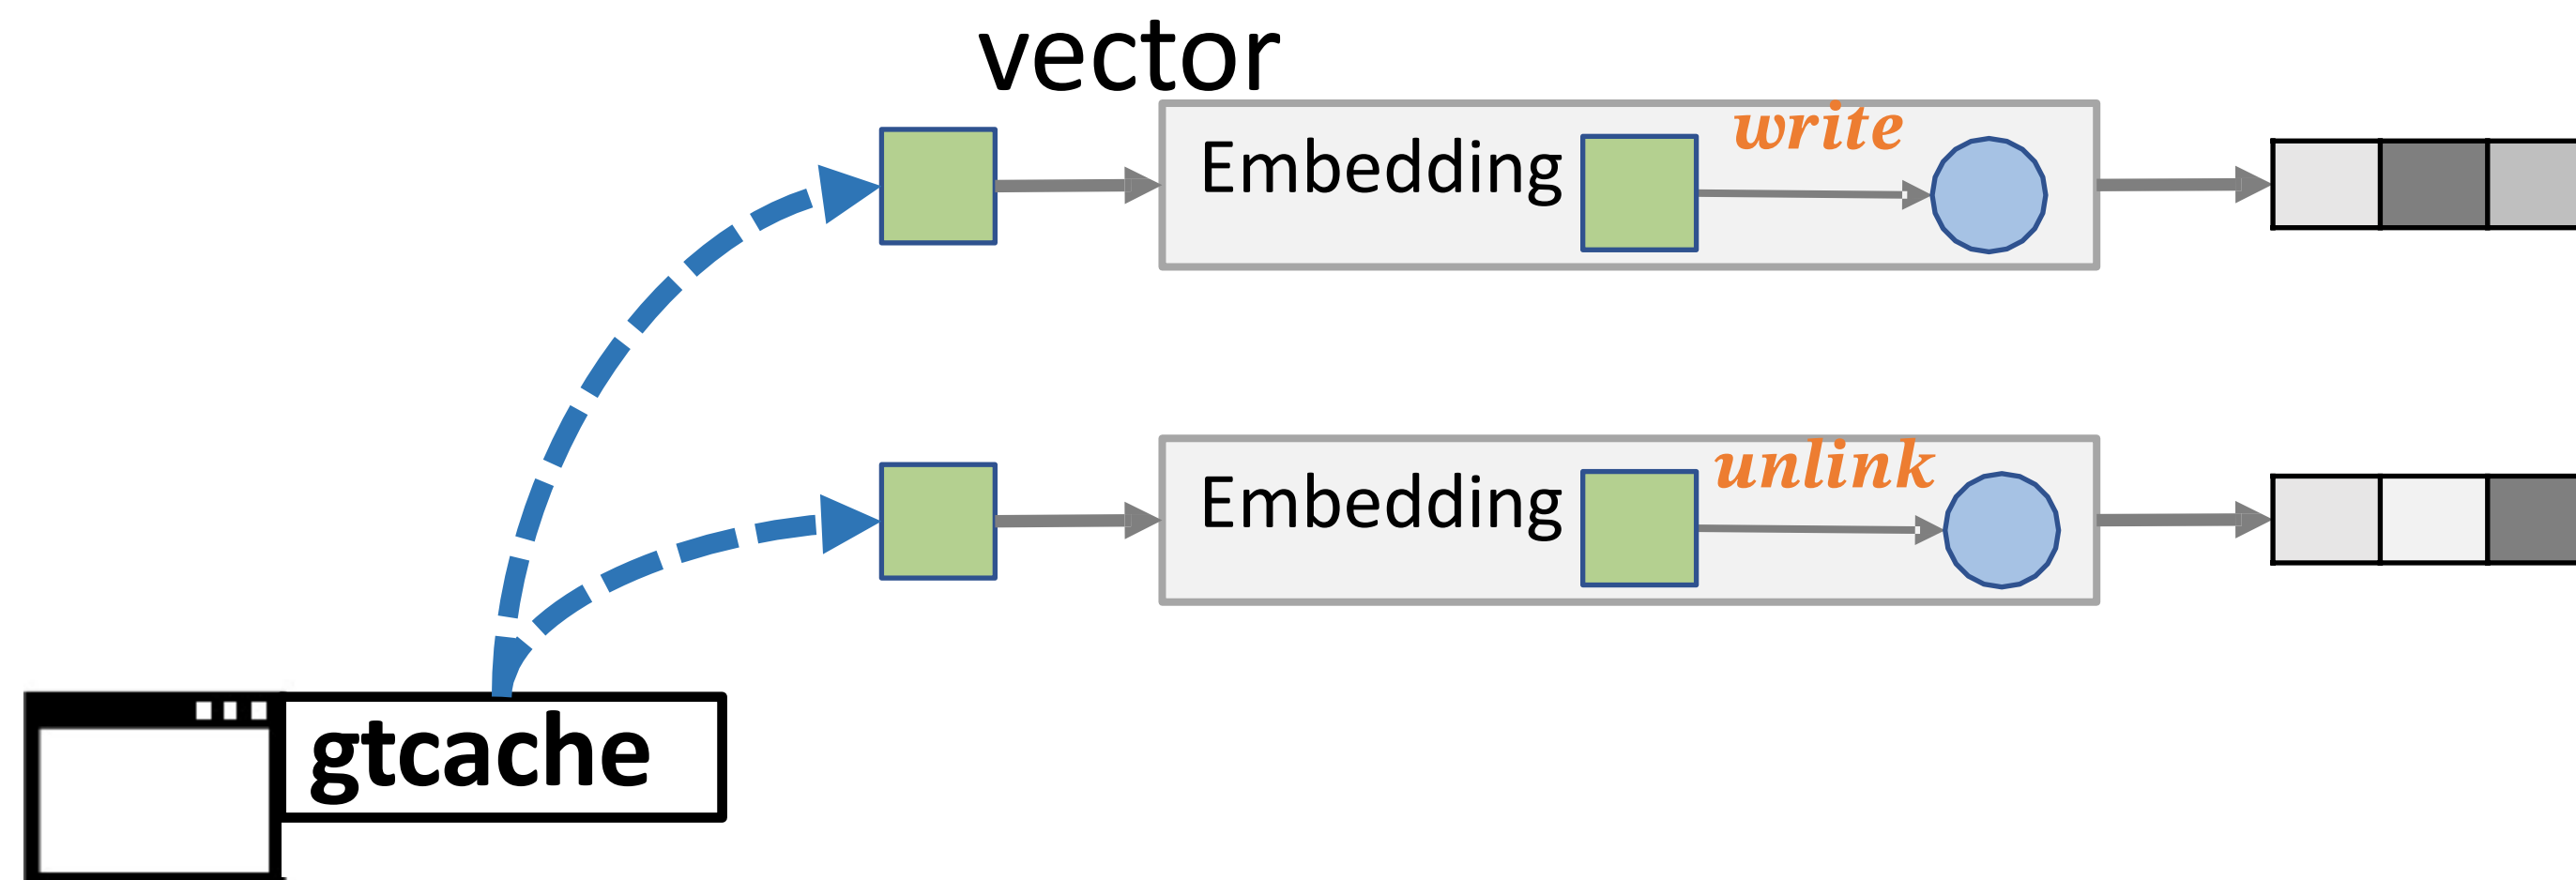 vector
Embedding
write
Embedding
unlink
gtcache